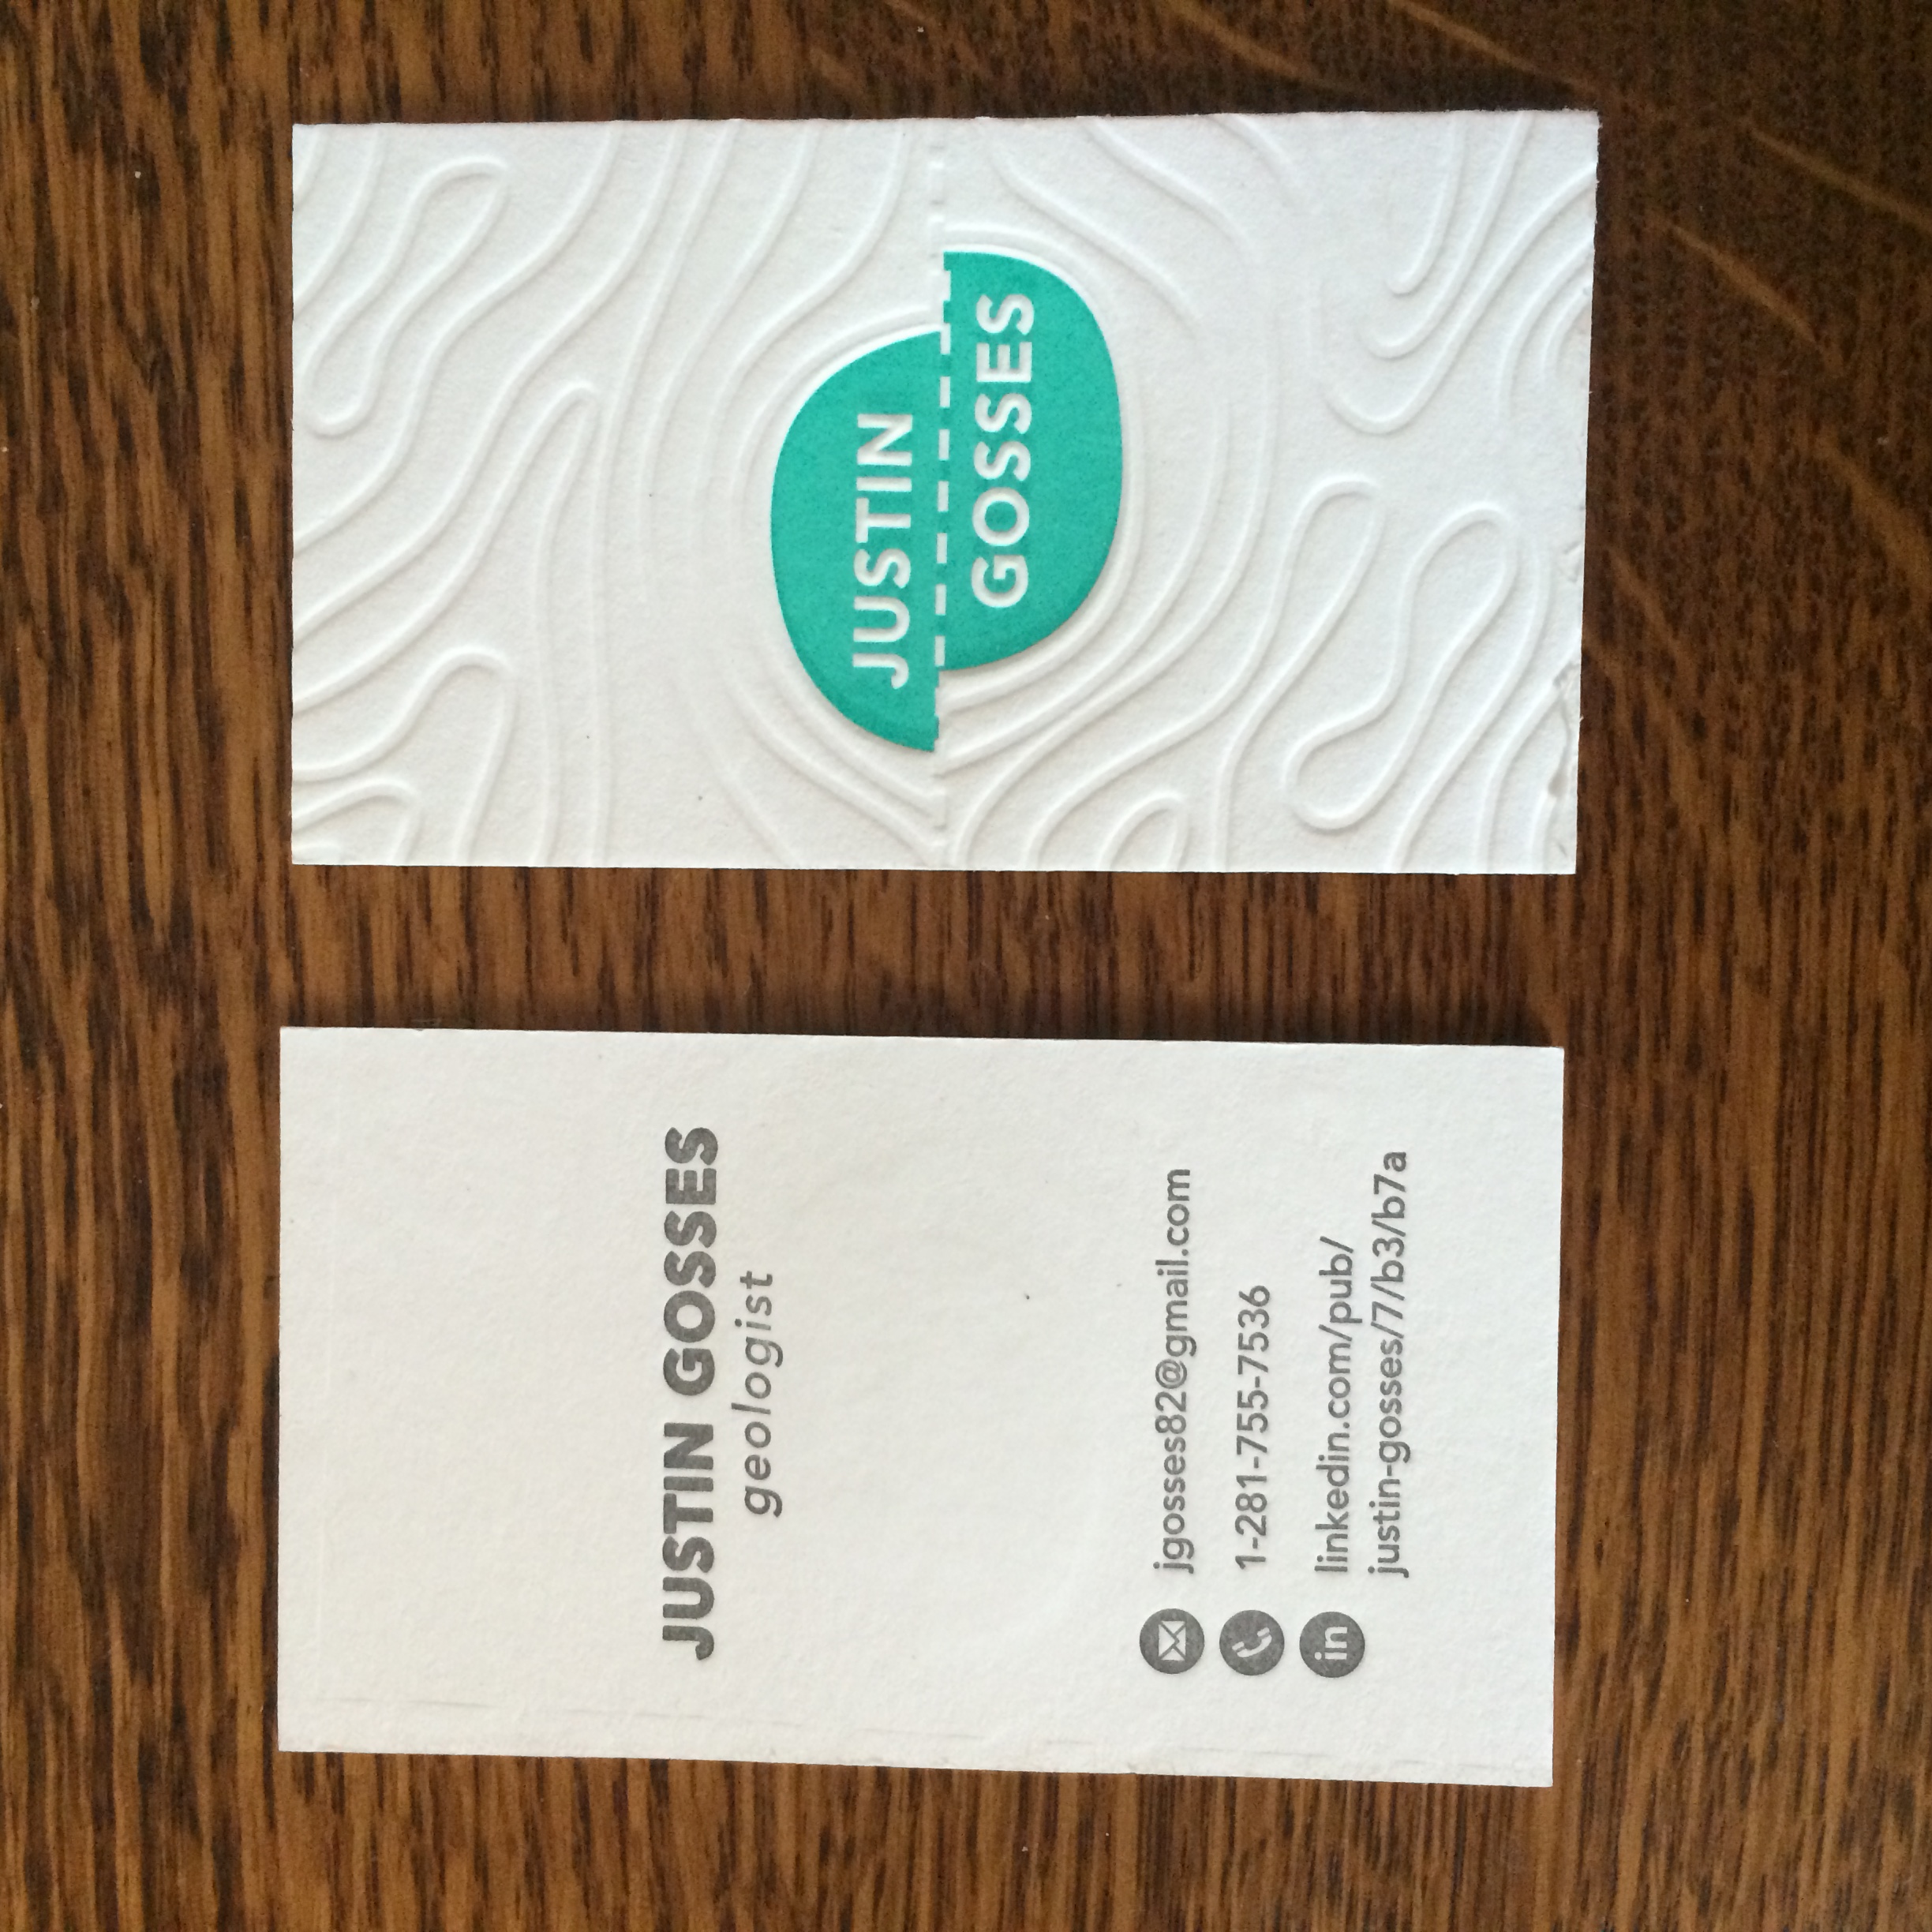 JUSTIN GOSSES
geologist
jgosses82@gmail.com
1-281-755-7536
in linkedin.com/pub/
justin-gosses/7/b3/b7a
JUSTIN
GOSSES